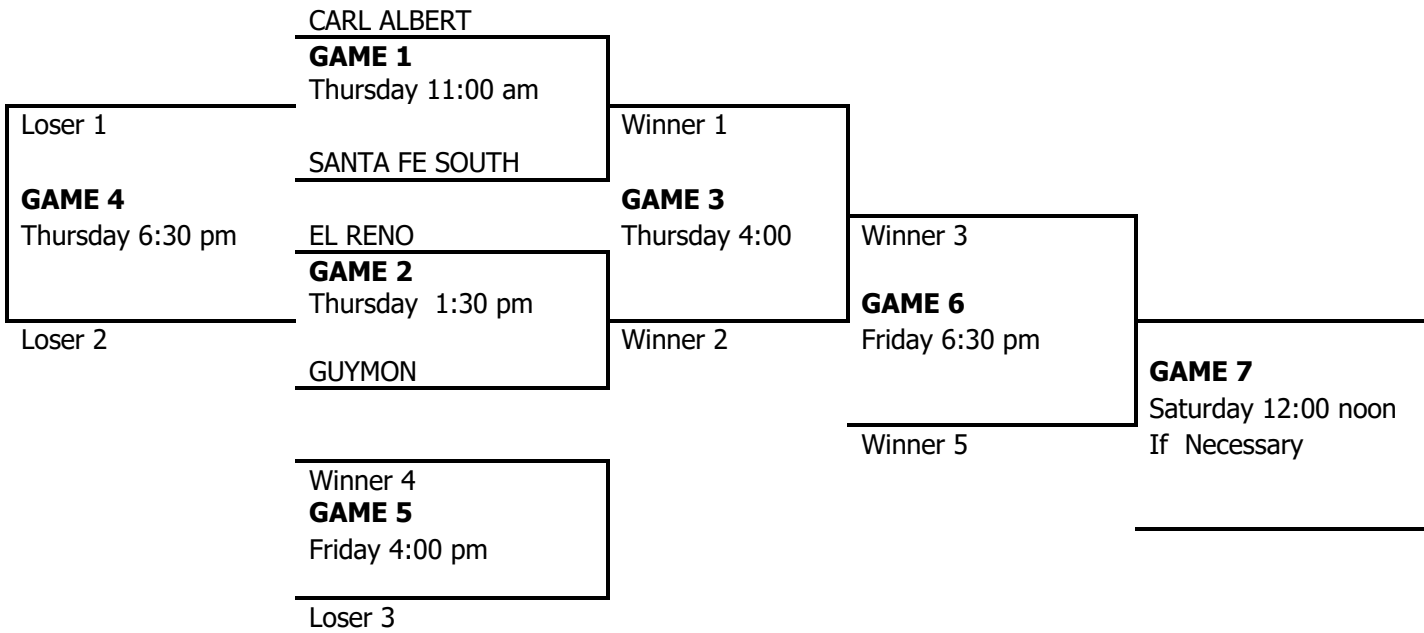 CARL ALBERT
GAME 1
Thursday 11:00 am
Loser 1
Winner 1
SANTA FE SOUTH
GAME 4
GAME 3
Thursday 6:30 pm
EL RENO
Thursday 4:00
Winner 3
GAME 2
Thursday  1:30 pm
GAME 6
Loser 2
Winner 2
Friday 6:30 pm
GUYMON
GAME 7
Saturday 12:00 noon
Winner 5
If  Necessary
Winner 4
GAME 5
Friday 4:00 pm
Loser 3